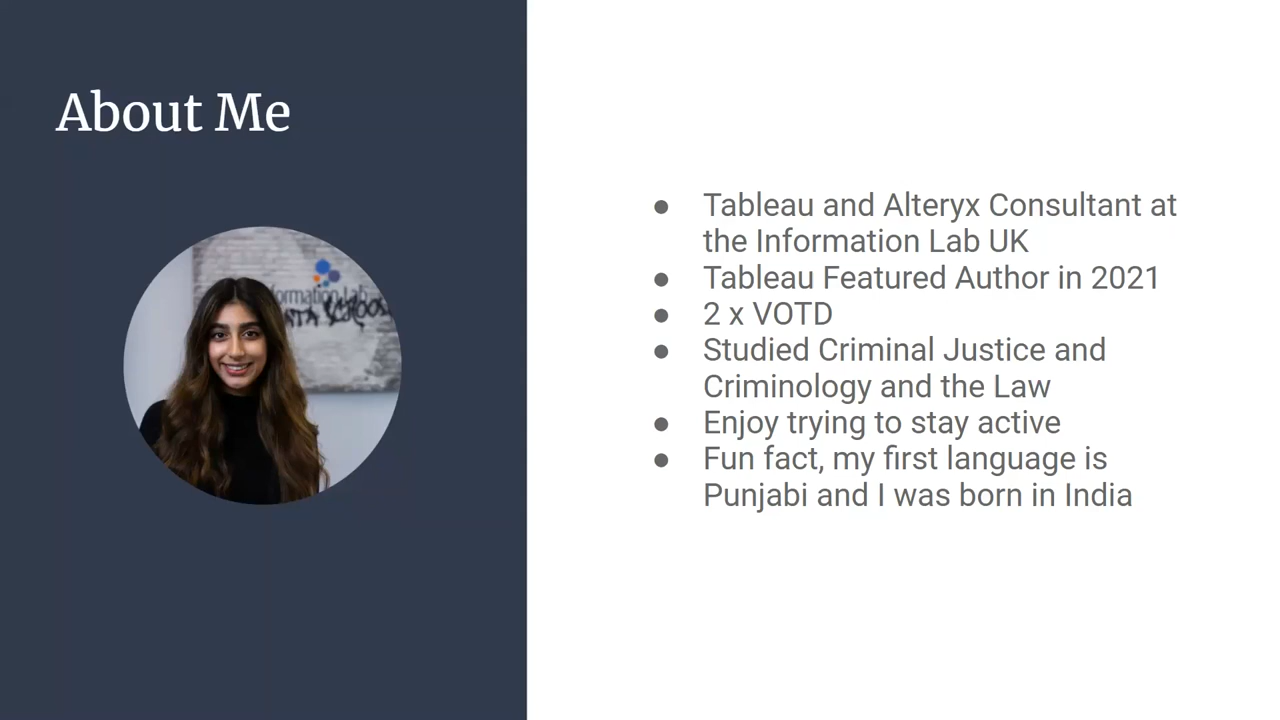 About Me
formation Lab
● Tableau and Alteryx Consultant at
the Information Lab UK
● Tableau Featured Author in 2021
● 2 x VOTD
● Studied Criminal Justice and
Criminology and the Law
● Enjoy trying to stay active
● Fun fact, my first language is
Punjabi and I was born in India